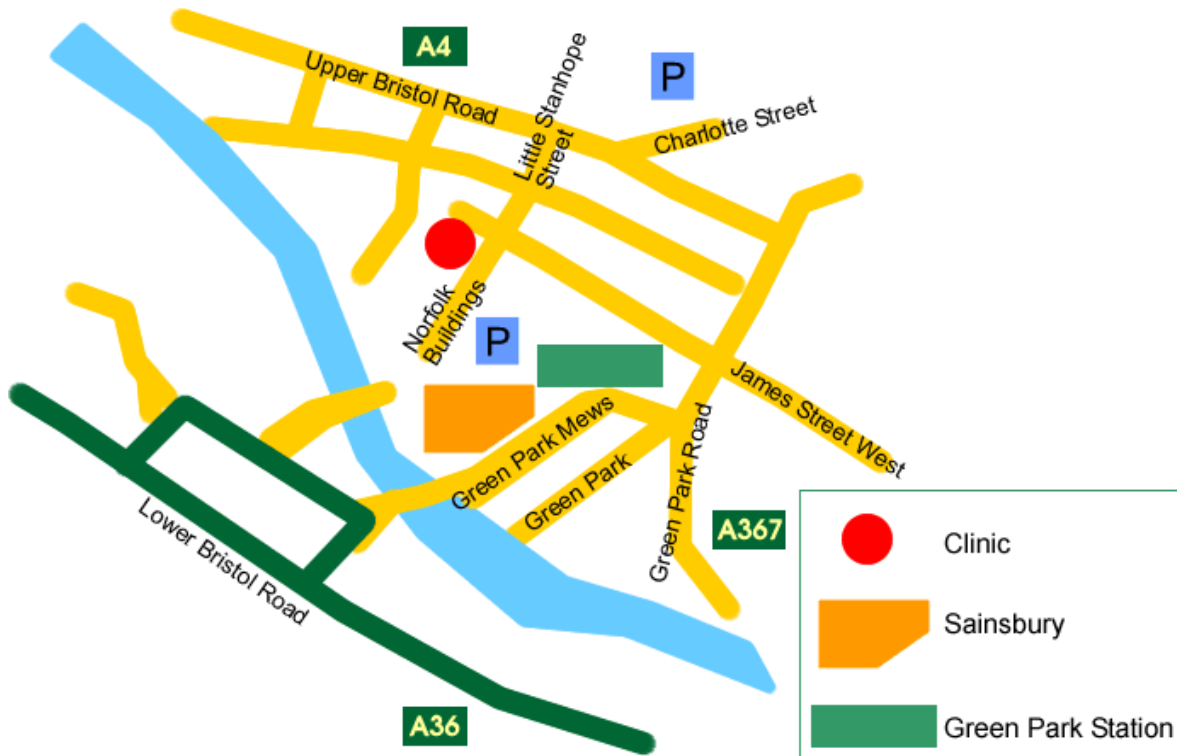 A4
Upper Bristol Road
Little Stanhope
Street
P
Charlotte Street
Norfolk
Buildings
P
James Street West
Green Park Mews
Green Park
Green Park Road
A367
Lower Bristol Road
A36
Clinic
Sainsbury
Green Park Station